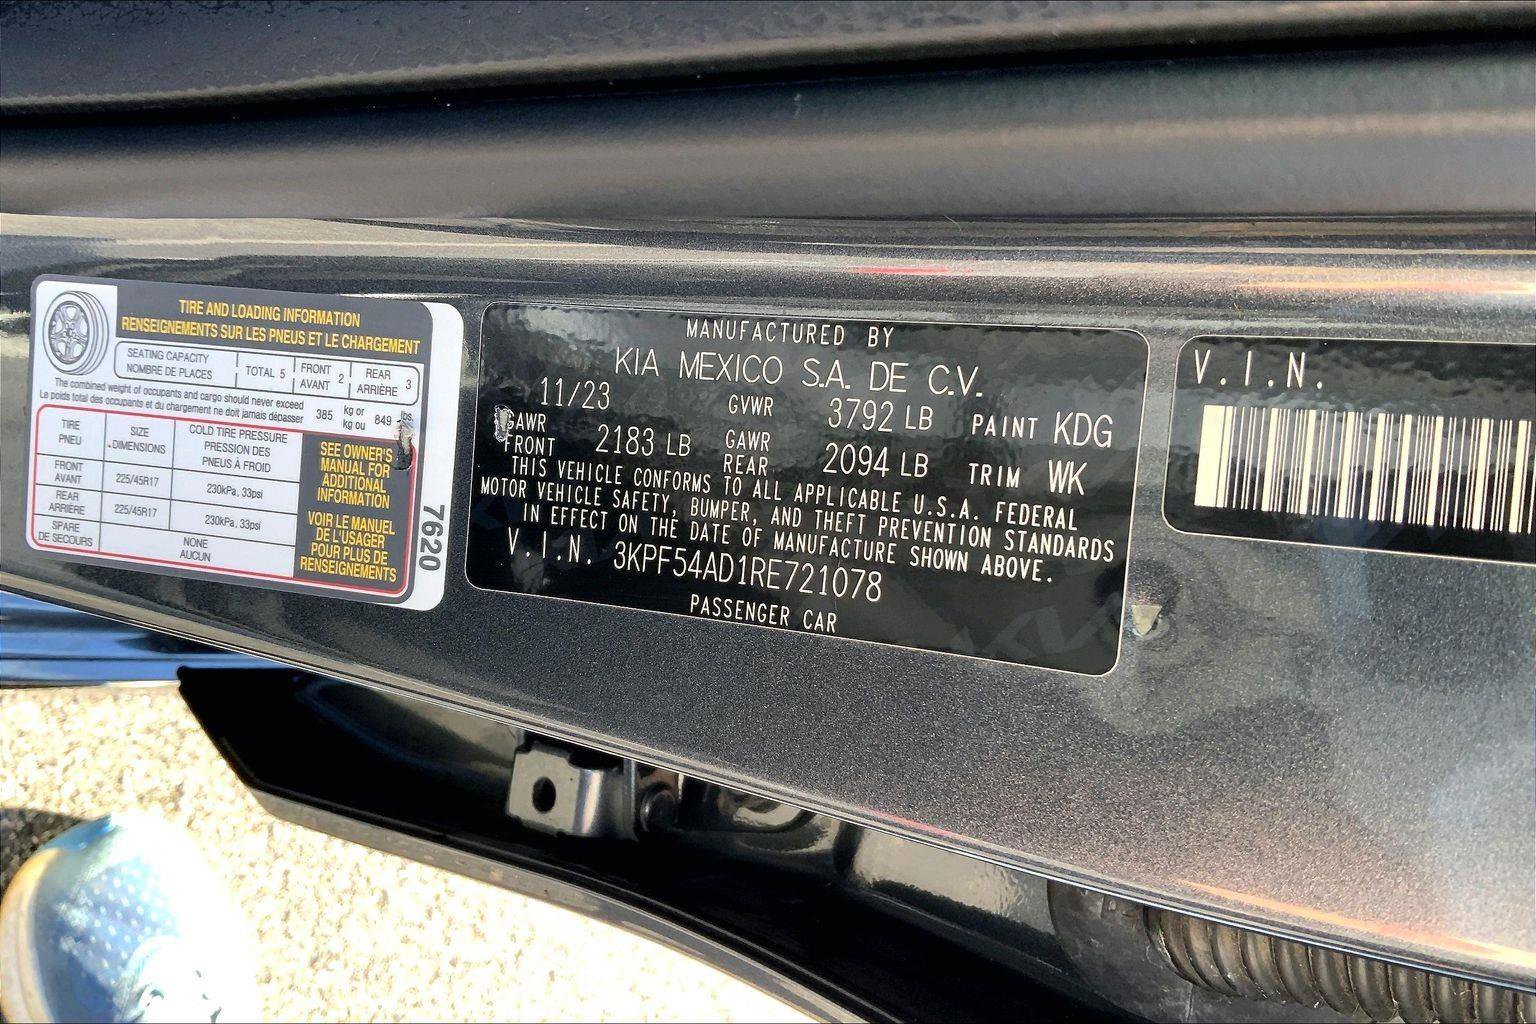 TIRE AND LOADING INFORMATION
RENSEIGNEMENTS SUR LES PNEUS ET LE CHARGEMENT
SEATING CAPACITY
NOMBRE DE PLACES
TOTAL 5
FRONT
AVANT
2
REAR
ARRIÈRE
3
The combined weight of occupants and cargo should never exceed
Le poids total des occupants et du chargement ne doit jamais dépasser
385
kg or
kg ou
849
lbs.
TIRE
PNEU
SIZE
DIMENSIONS
COLD TIRE PRESSURE
PRESSION DES
PNEUS À FROID
FRONT
AVANT
225/45R17
230kPa, 33psi
REAR
ARRIÈRE
225/45R17
230kPa, 33psi
SPARE
DE SECOURS
NONE
AUCUN
SEE OWNER'S
MANUAL FOR
ADDITIONAL
INFORMATION
VOIR LE MANUEL
DE L'USAGER
POUR PLUS DE
RENSEIGNEMENTS
7620
MANUFACTURED BY
KIA MEXICO S.A. DE C.V.
11/23 GVWR 3792 LB PAINT KDG
GAWR
FRONT
2183 LB
GAWR
REAR
2094 LB TRIM WK
THIS VEHICLE CONFORMS TO ALL APPLICABLE U.S.A. FEDERAL
MOTOR VEHICLE SAFETY, BUMPER, AND THEFT PREVENTION STANDARDS
IN EFFECT ON THE DATE OF MANUFACTURE SHOWN ABOVE.
V.I.N. 3KPF54AD1RE721078
PASSENGER CAR
V.I.N.